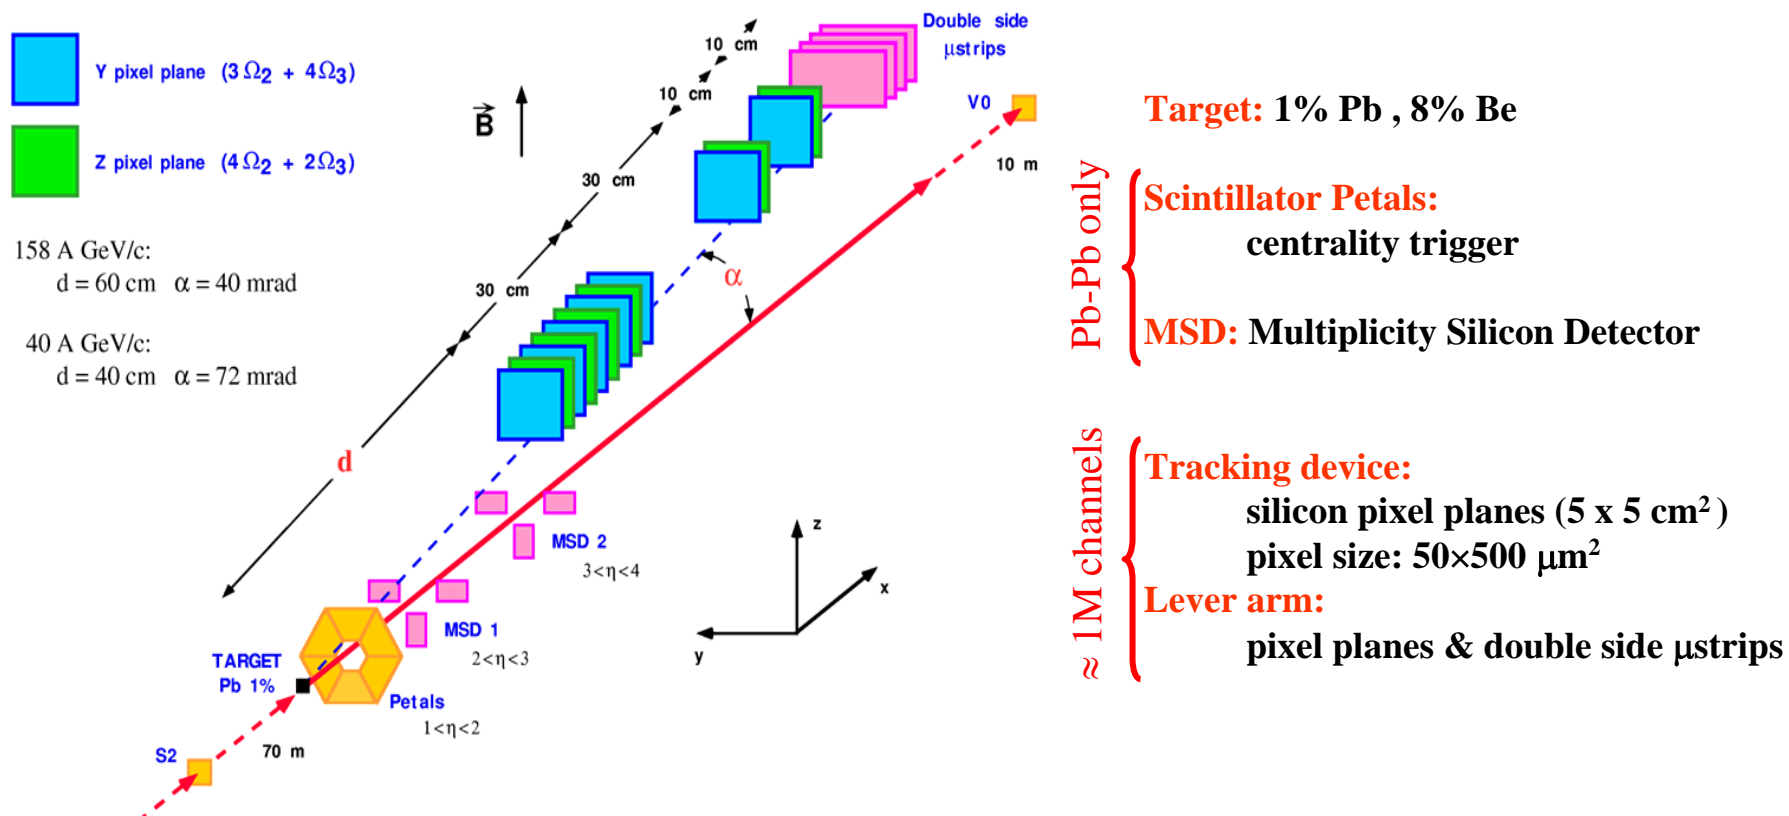 Y pixel plane (3Ω2 + 4Ω3)
Z pixel plane (4Ω2 + 2Ω3)
158 A GeV/c:
d = 60 cm α = 40 mrad
40 A GeV/c:
d = 40 cm α = 72 mrad
B
10 cm
10 cm
30 cm
30 cm
d
Double side
μstrips
V0
10 m
α
MSD 2
3<η<4
MSD 1
2<η<3
TARGET
Pb 1%
Petals
1<η<2
S2
70 m
z
x
y
Target: 1% Pb , 8% Be
Pb-Pb only
Scintillator Petals:
centrality trigger
MSD: Multiplicity Silicon Detector
≈ 1M channels
Tracking device:
silicon pixel planes (5 x 5 cm²)
pixel size: 50×500 μm²
Lever arm:
pixel planes & double side μstrips